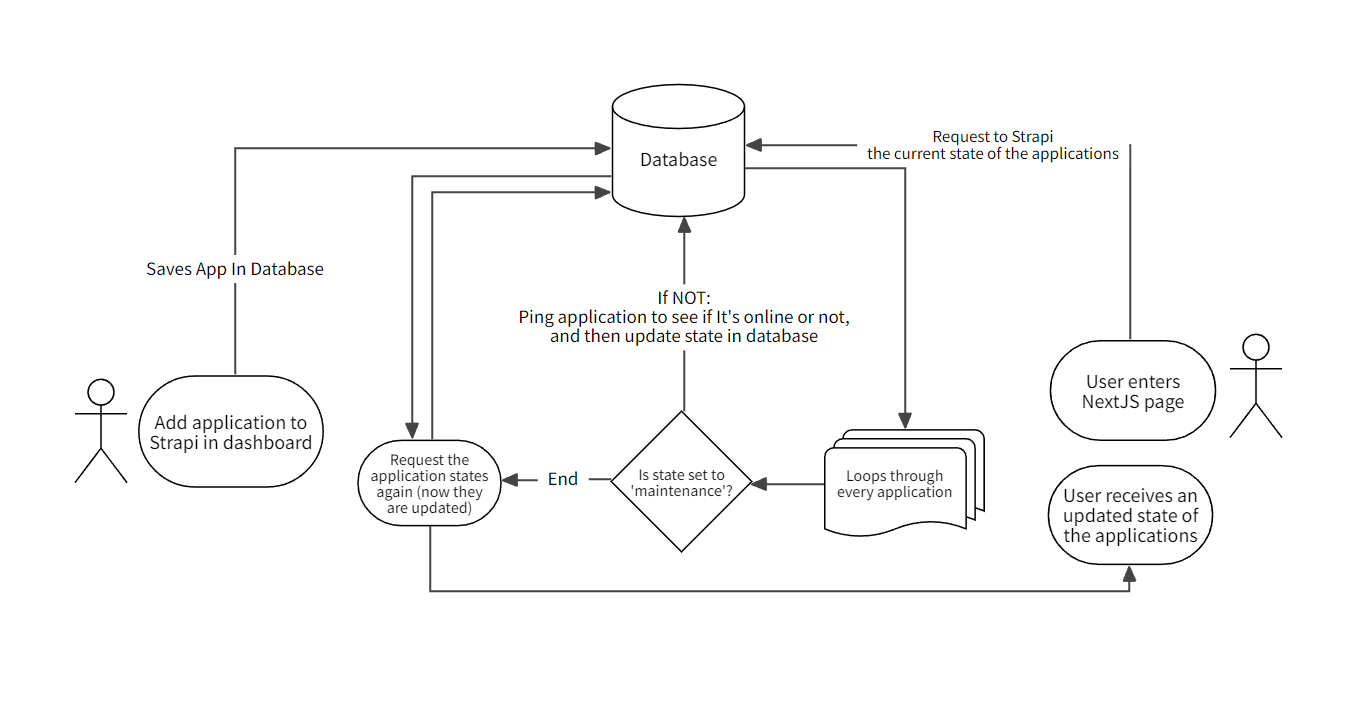 Request to Strapi
the current state of the applications
Database
Saves App In Database
If NOT:
Ping application to see if It's online or not,
and then update state in database
User enters
NextJS page
Add application to
Strapi in dashboard
Request the
application states
again (now they
are updated)
End
Is state set to
'maintenance'?
Loops through
every application
User receives an
updated state of
the applications